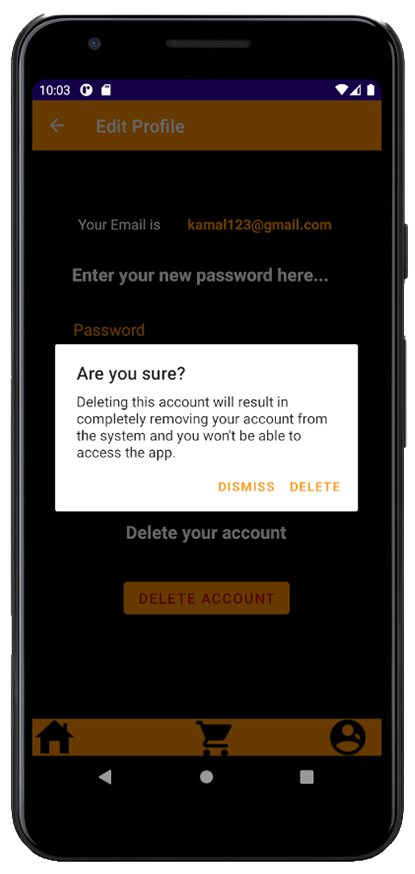 10:03
Edit Profile
Your Email is kamal123@gmail.com
Enter your new password here...
Password
Are you sure?
Deleting this account will result in
completely removing your account from
the system and you won't be able to
access the app.
DISMISS DELETE
Delete your account
DELETE ACCOUNT